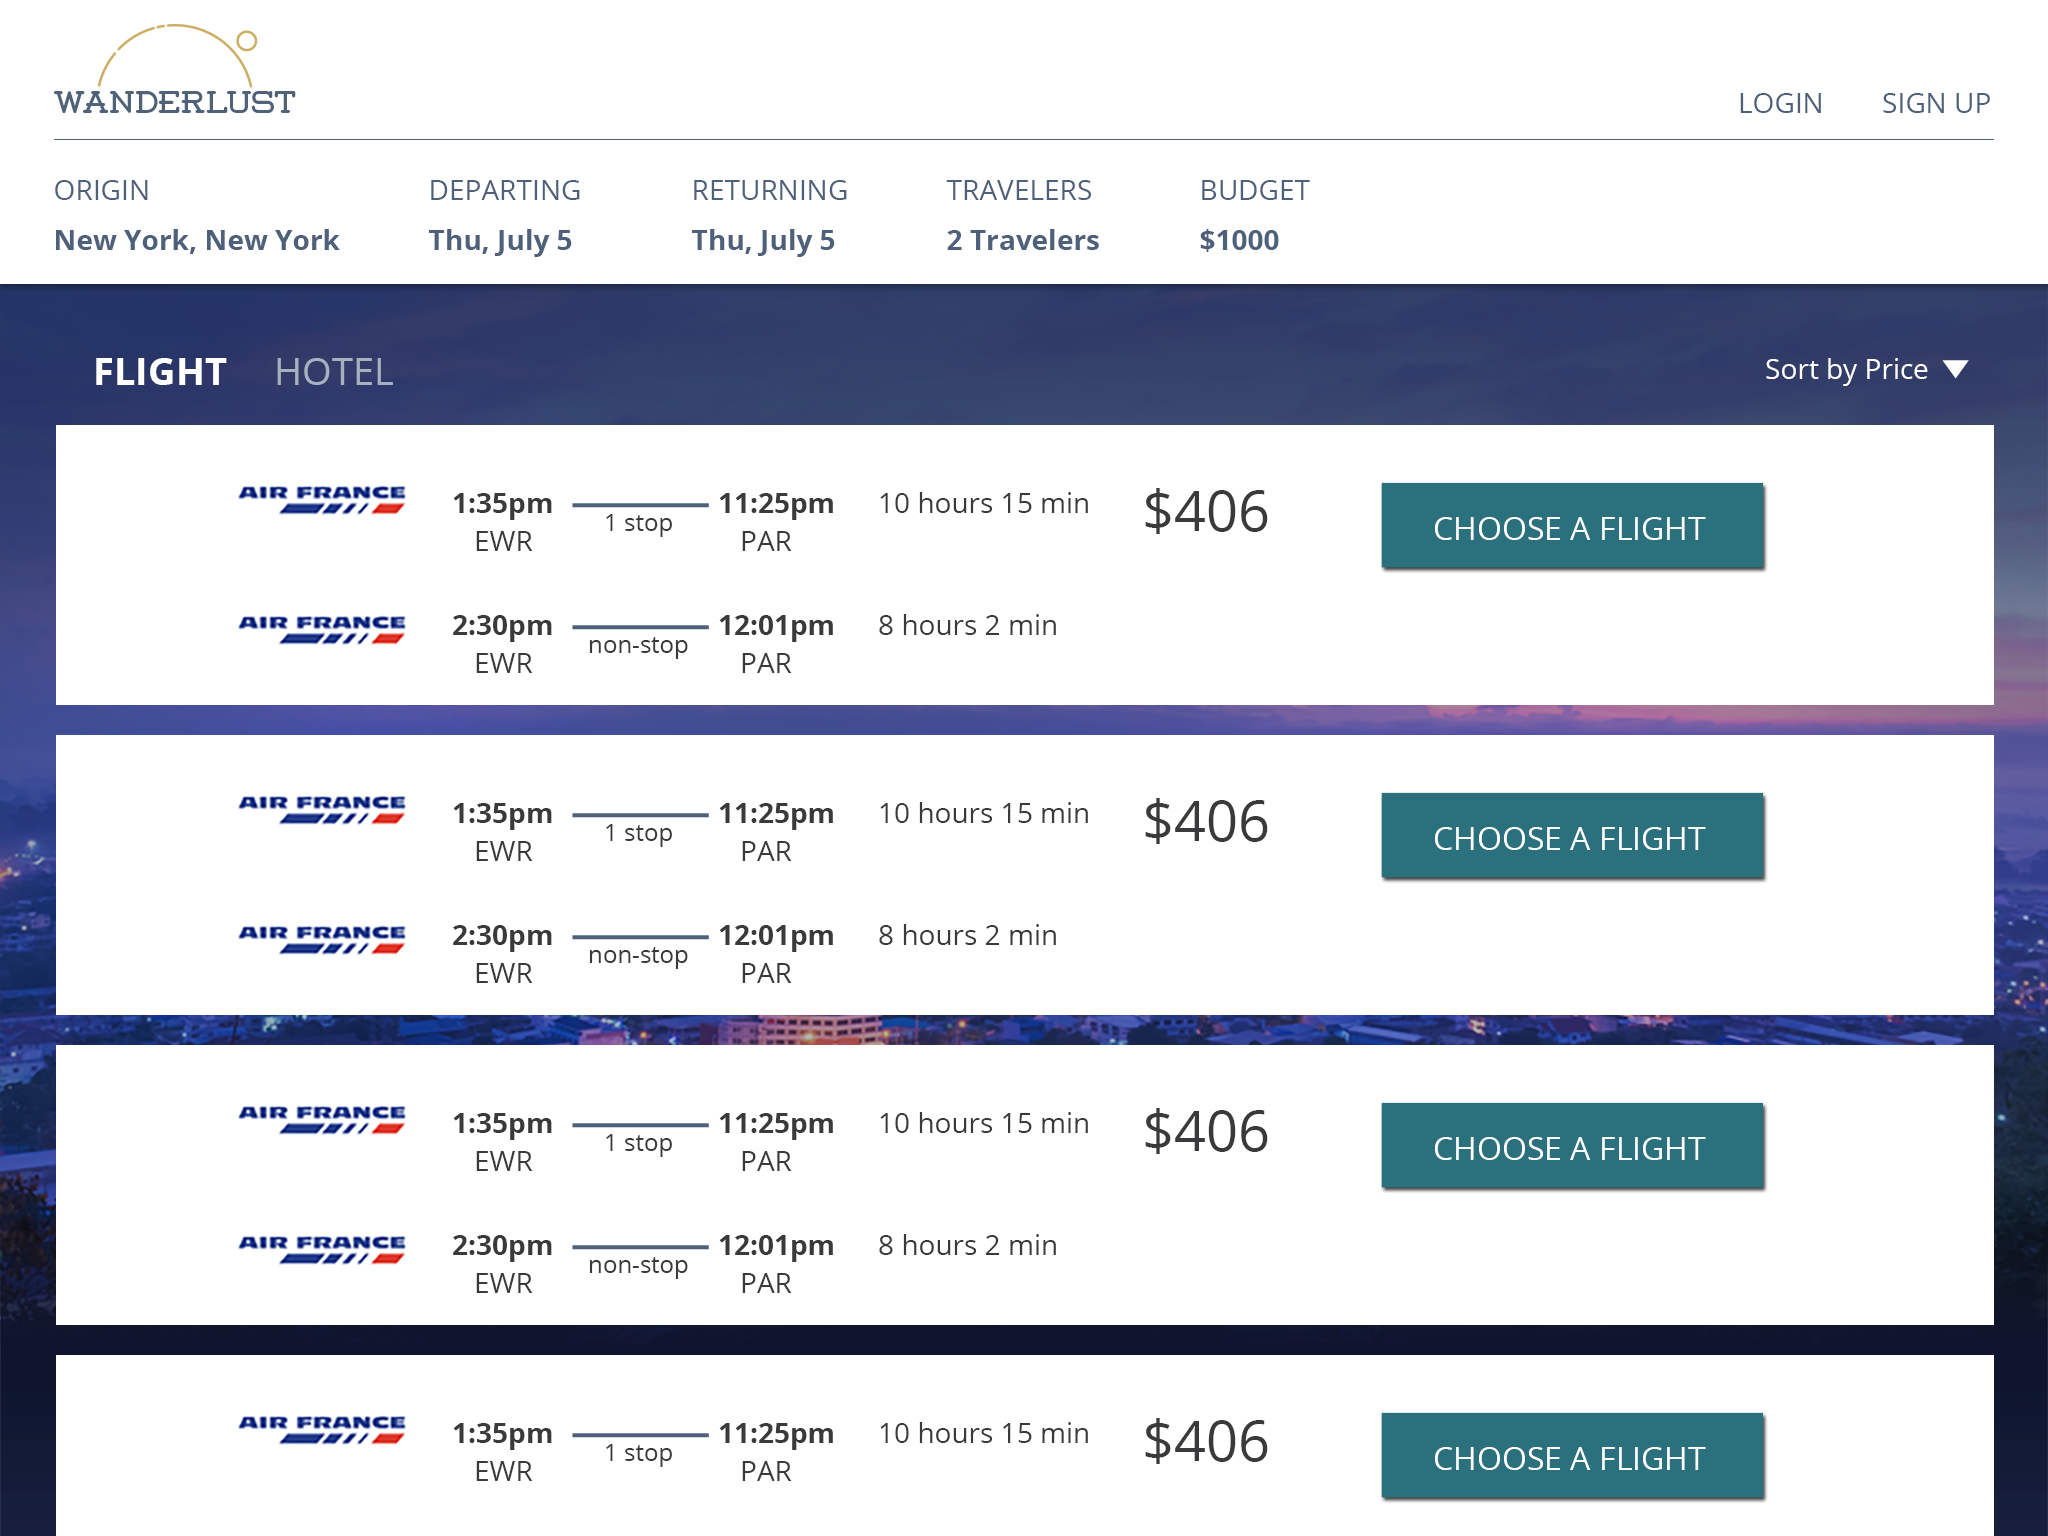 WANDERLUST
LOGIN SIGN UP
ORIGIN DEPARTING RETURNING TRAVELERS BUDGET
New York, New York Thu, July 5 Thu, July 5 2 Travelers $1000
FLIGHT HOTEL Sort by Price
AIR FRANCE 1:35pm 11:25pm 10 hours 15 min $406 CHOOSE A FLIGHT
1 stop
EWR PAR
AIR FRANCE 2:30pm 12:01pm 8 hours 2 min
non-stop
EWR PAR
AIR FRANCE 1:35pm 11:25pm 10 hours 15 min $406 CHOOSE A FLIGHT
1 stop
EWR PAR
AIR FRANCE 2:30pm 12:01pm 8 hours 2 min
non-stop
EWR PAR
AIR FRANCE 1:35pm 11:25pm 10 hours 15 min $406 CHOOSE A FLIGHT
1 stop
EWR PAR
AIR FRANCE 2:30pm 12:01pm 8 hours 2 min
non-stop
EWR PAR
AIR FRANCE 1:35pm 11:25pm 10 hours 15 min $406 CHOOSE A FLIGHT
1 stop
EWR PAR